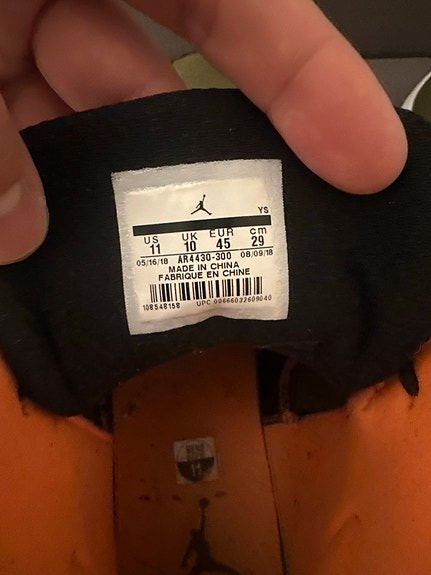 YS
US UK EUR cm
11 10 45 29
05/16/18 AR4430-300 08/09/18
MADE IN CHINA
FABRIQUE EN CHINE
108548158 UPC 00666032609040
11